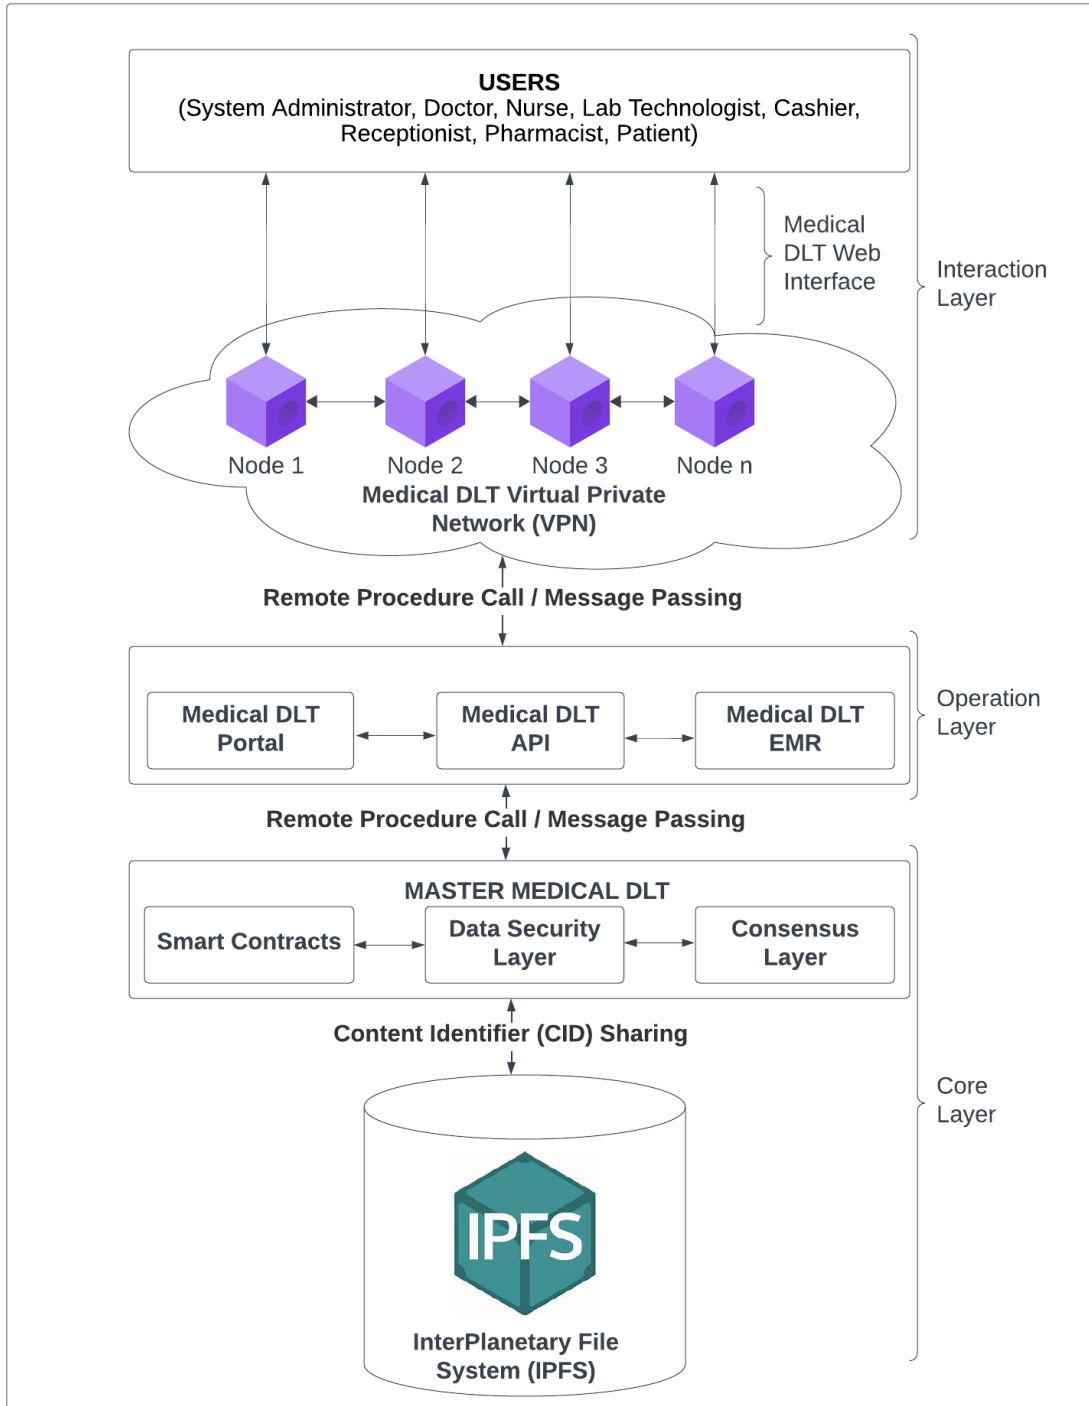 USERS
(System Administrator, Doctor, Nurse, Lab Technologist, Cashier,
Receptionist, Pharmacist, Patient)
Medical
DLT Web
Interface
Interaction
Layer
Node 1
Node 2
Node 3
Node n
Medical DLT Virtual Private
Network (VPN)
Remote Procedure Call / Message Passing
Medical DLT
Portal
Medical DLT
API
Medical DLT
EMR
Operation
Layer
Remote Procedure Call / Message Passing
MASTER MEDICAL DLT
Smart Contracts
Data Security
Layer
Consensus
Layer
Content Identifier (CID) Sharing
Core
Layer
IPFS
InterPlanetary File
System (IPFS)